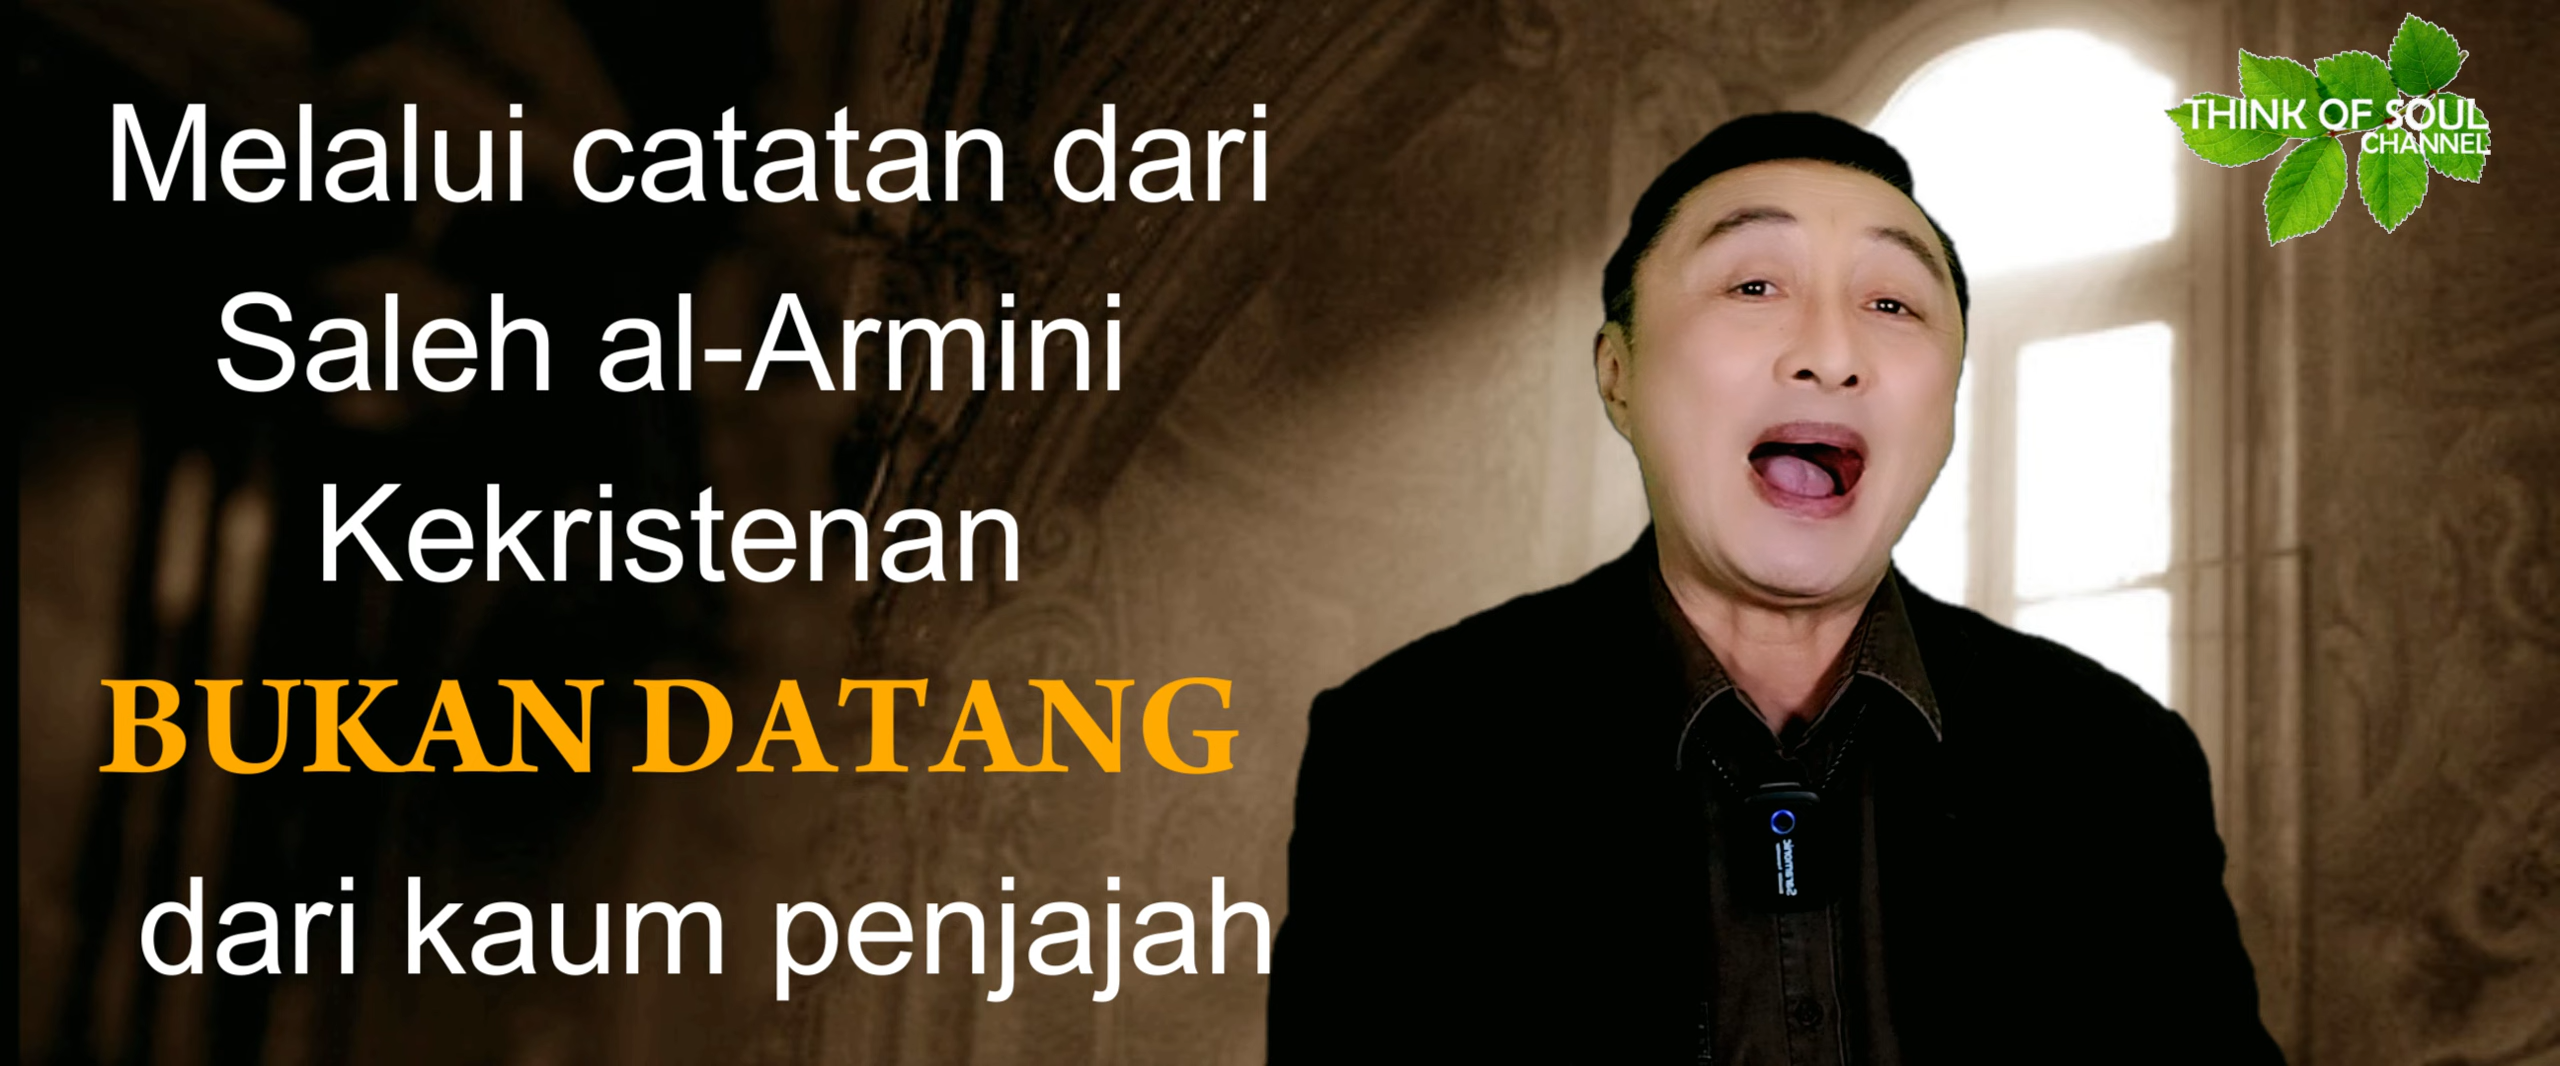 Melalui catatan dari
Saleh al-Armini
Kekristenan
BUKAN DATANG
dari kaum penjajah
THINK OF SOUL
CHANNEL